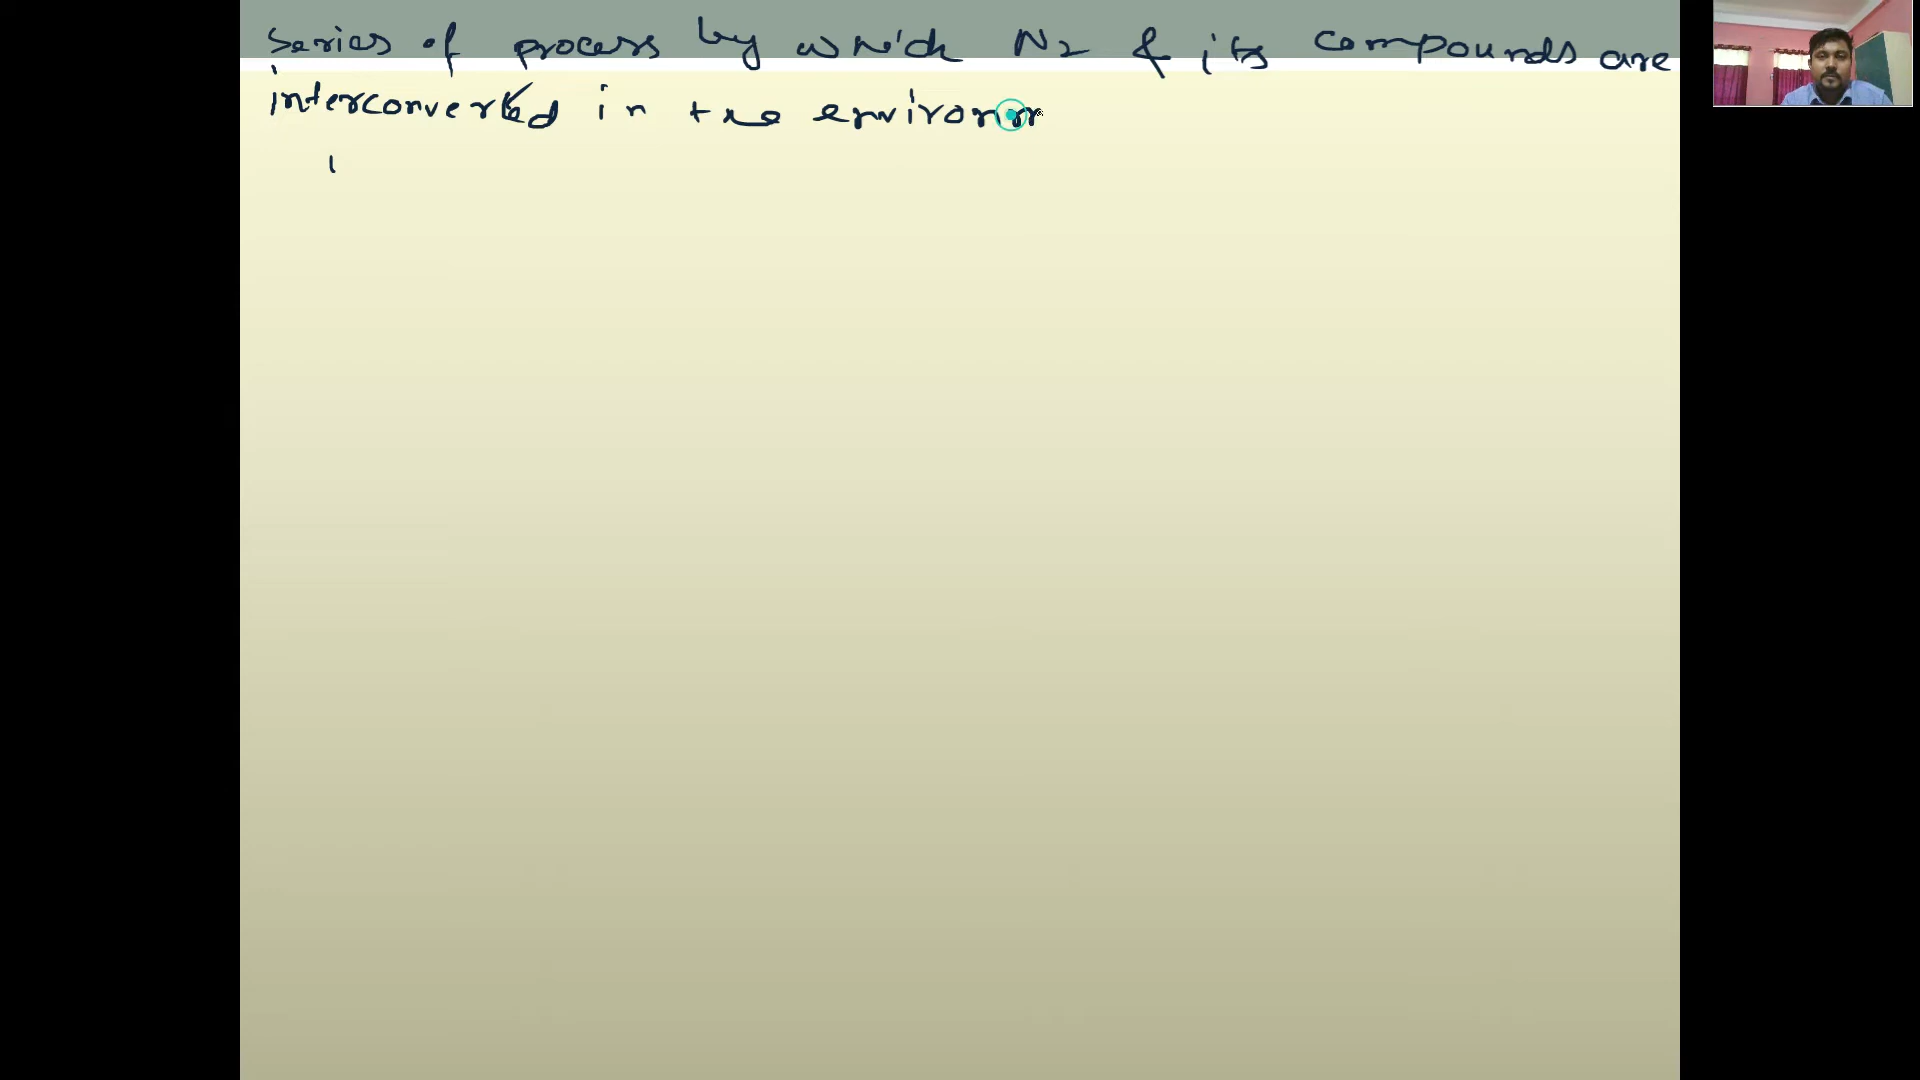 series of process by which N2 & its compounds are
interconverted in the environm